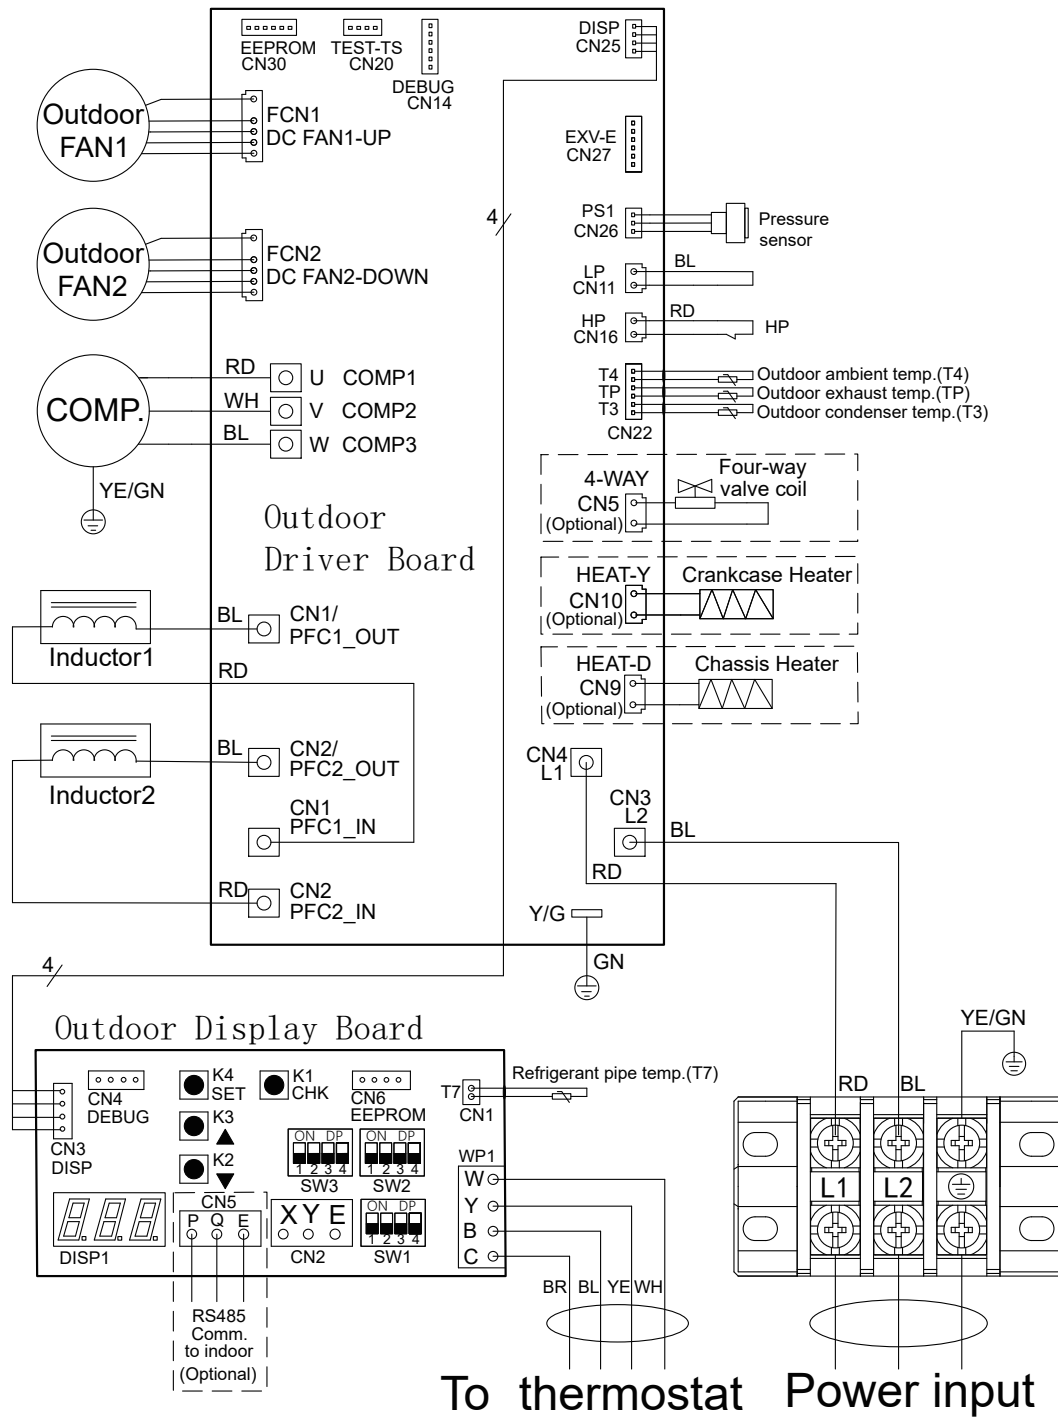 EEPROM
CN30
TEST-TS
CN20
DEBUG
CN14
DISP
CN25
Outdoor
FAN1
FCN1
DC FAN1-UP
EXV-E
CN27
4
PS1
CN26
Pressure
sensor
Outdoor
FAN2
FCN2
DC FAN2-DOWN
LP
CN11
BL
HP
CN16
RD
HP
COMP.
RD
U COMP1
WH
V COMP2
BL
W COMP3
YE/GN
T4
TP
T3
CN22
Outdoor ambient temp.(T4)
Outdoor exhaust temp.(TP)
Outdoor condenser temp.(T3)
4-WAY
CN5
(Optional)
Four-way
valve coil
Outdoor
Driver Board
HEAT-Y
CN10
(Optional)
Crankcase Heater
Inductor1
BL
CN1/
PFC1_OUT
RD
HEAT-D
CN9
(Optional)
Chassis Heater
Inductor2
BL
CN2/
PFC2_OUT
CN1
PFC1_IN
RD
CN2
PFC2_IN
CN4
L1
CN3
L2
BL
RD
Y/G
GN
4
Outdoor Display Board
CN3
DISP
CN4
DEBUG
K4
SET
K3
K2
K1
CHK
CN6
EEPROM
T7
CN1
Refrigerant pipe temp.(T7)
ON DP
1 2 3 4
SW3
ON DP
1 2 3 4
SW2
8.8.8.
DISP1
CN5
P Q E
X Y E
CN2
ON DP
1 2 3 4
SW1
WP1
W
Y
B
C
RS485
Comm.
to indoor
(Optional)
BR BL YE WH
To thermostat
YE/GN
RD BL
L1 L2
Power input